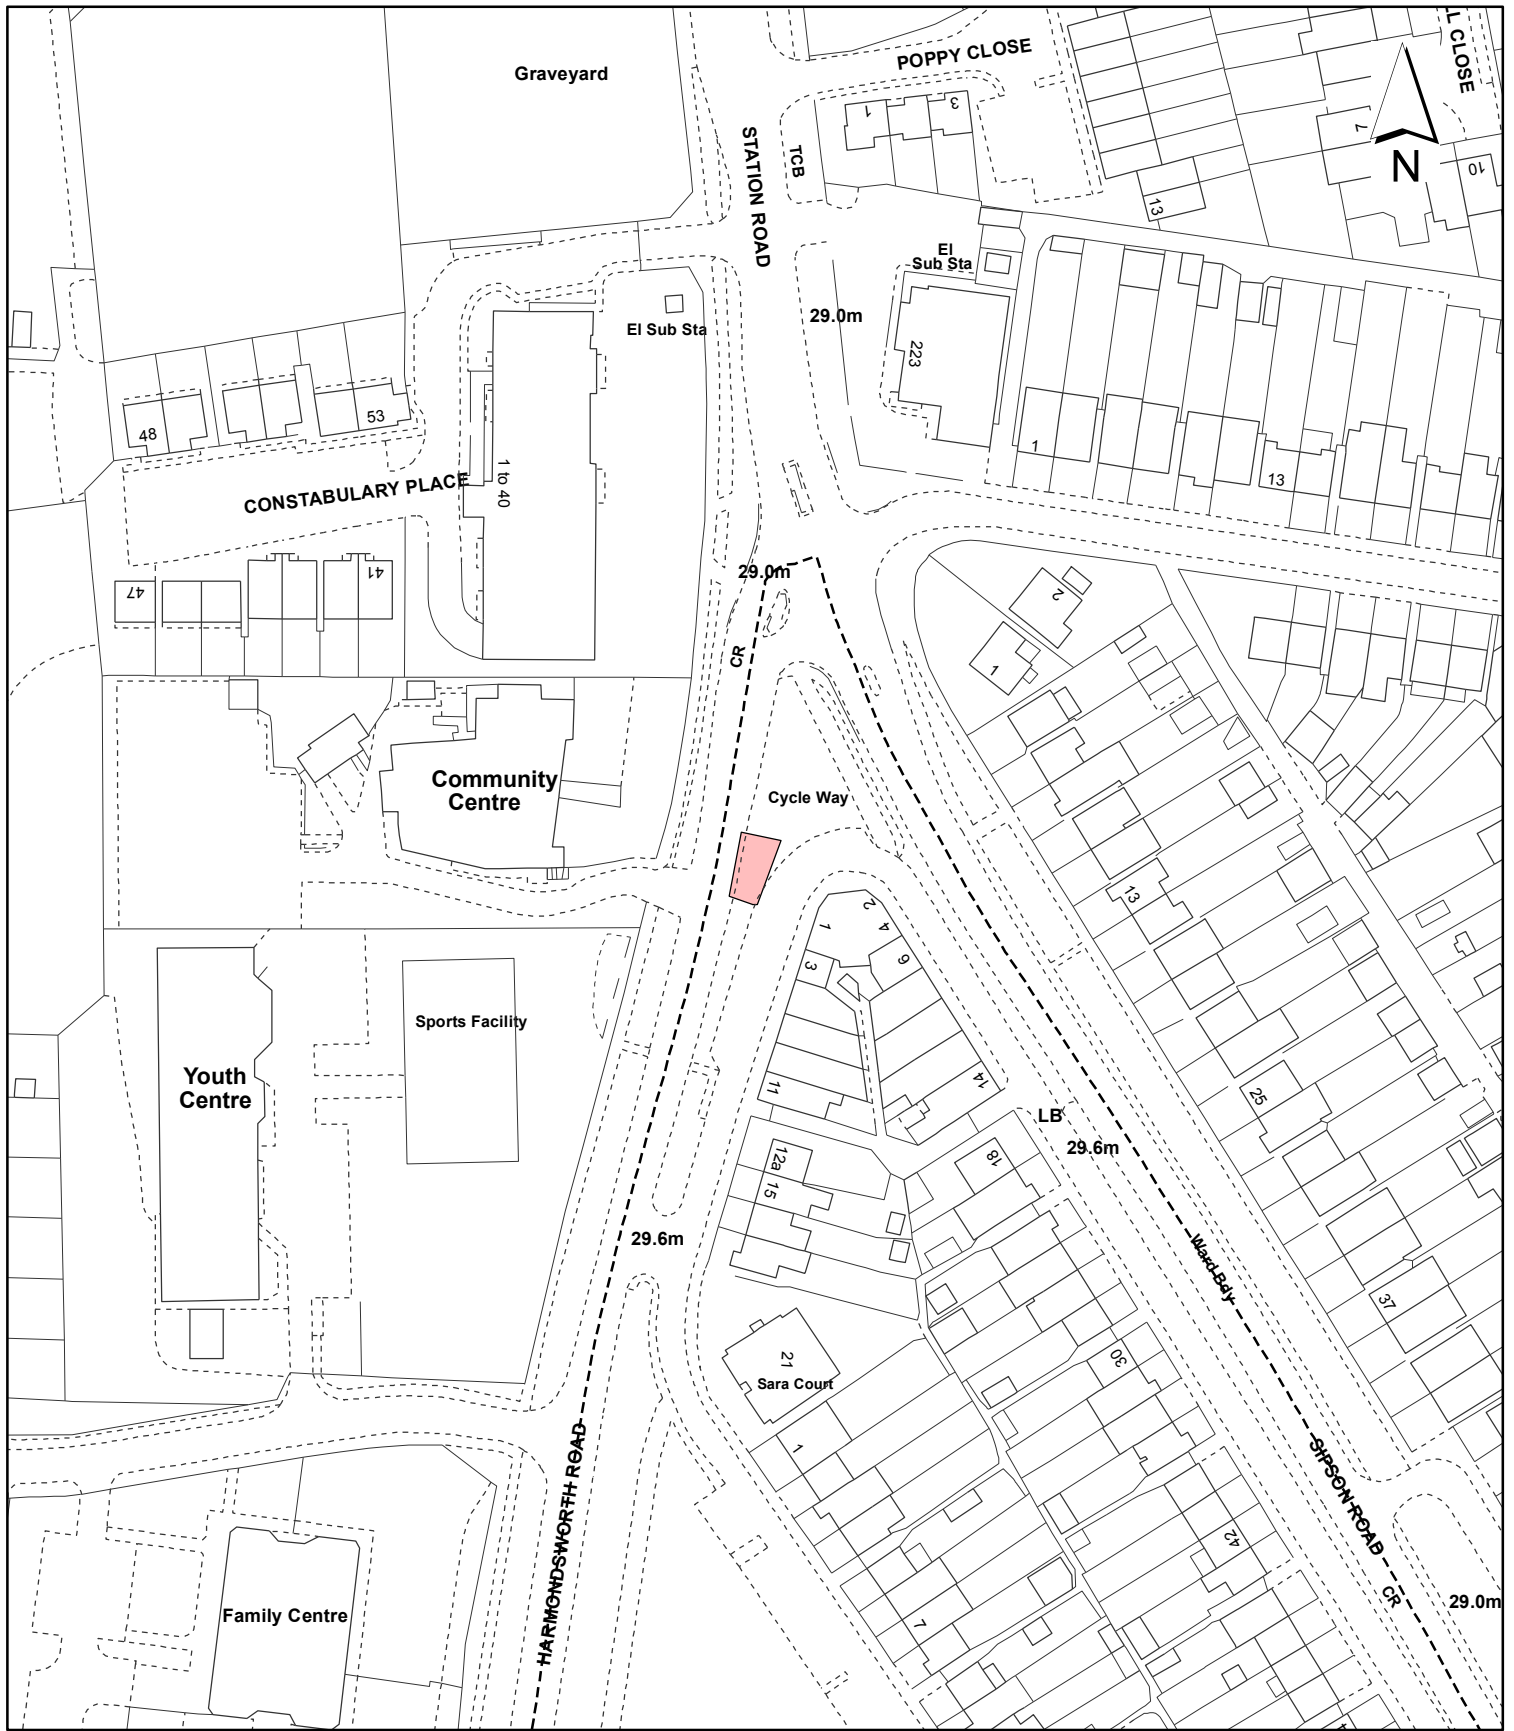 Graveyard
POPPY CLOSE
LL CLOSE
STATION ROAD
TCB
1
3
7
10
13
N
El
Sub Sta
El Sub Sta
29.0m
223
48
53
1
13
CONSTABULARY PLACE
1 to 40
47
41
29.0m
2
1
CR
Community
Centre
Cycle Way
13
2
1
4
3
6
Sports Facility
Youth
Centre
11
14
25
LB
29.6m
12a
15
18
29.6m
Ward Bdy
37
21
Sara Court
30
1
HARMONDSWORTH ROAD
SIPSON ROAD
42
CR
29.0m
Family Centre
7